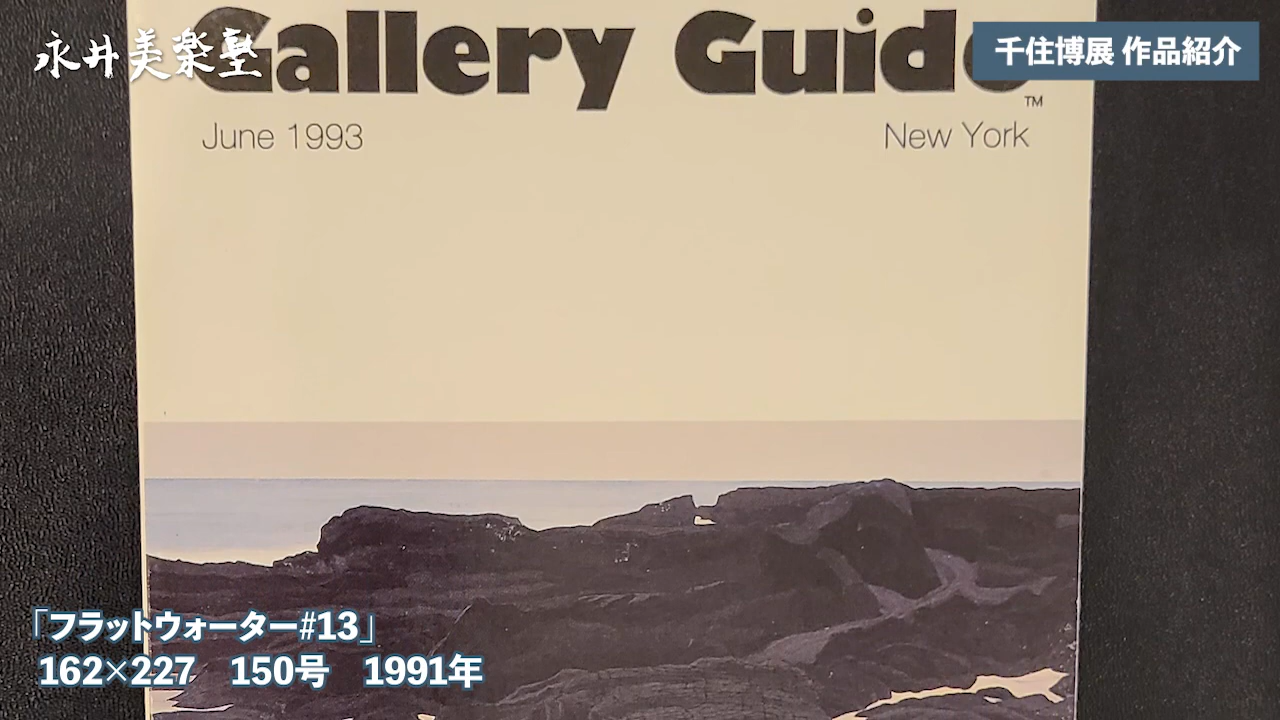 永井美楽塾
千住博展 作品紹介
Gallery Guide
TM
June 1993
New York
「フラットウォーター#13」
162×227 150号 1991年